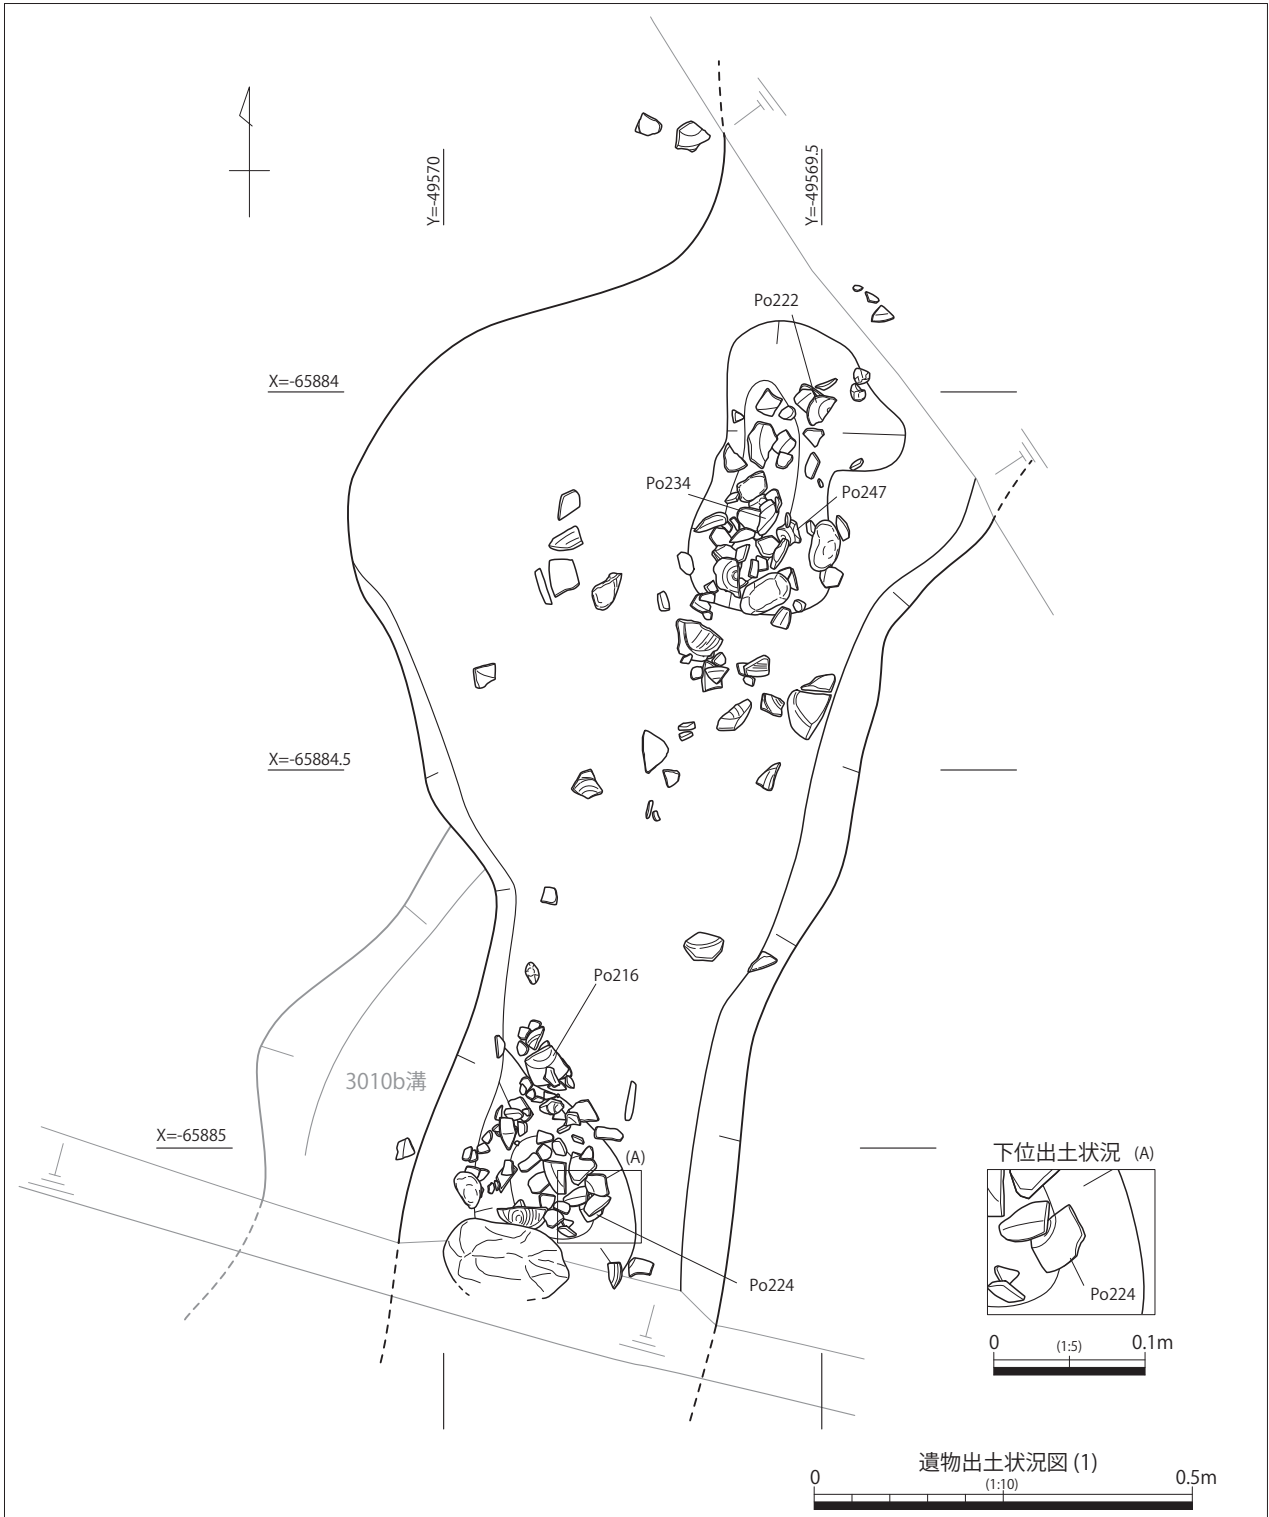 Y=-49570
Y=-49569.5
Po222
X=-65884
Po234
Po247
X=-65884.5
Po216
3010b溝
X=-65885
(A)
下位出土状況 (A)
Po224
Po224
0 (1:5) 0.1m
遺物出土状況図 (1)
0 (1:10) 0.5m